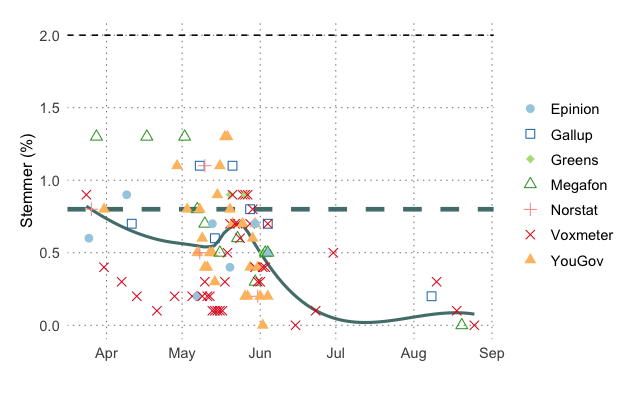 Stemmer (%)
2.0
1.5
1.0
0.5
0.0
Apr May Jun Jul Aug Sep
Epinion
Gallup
Greens
Megafon
Norstat
Voxmeter
YouGov